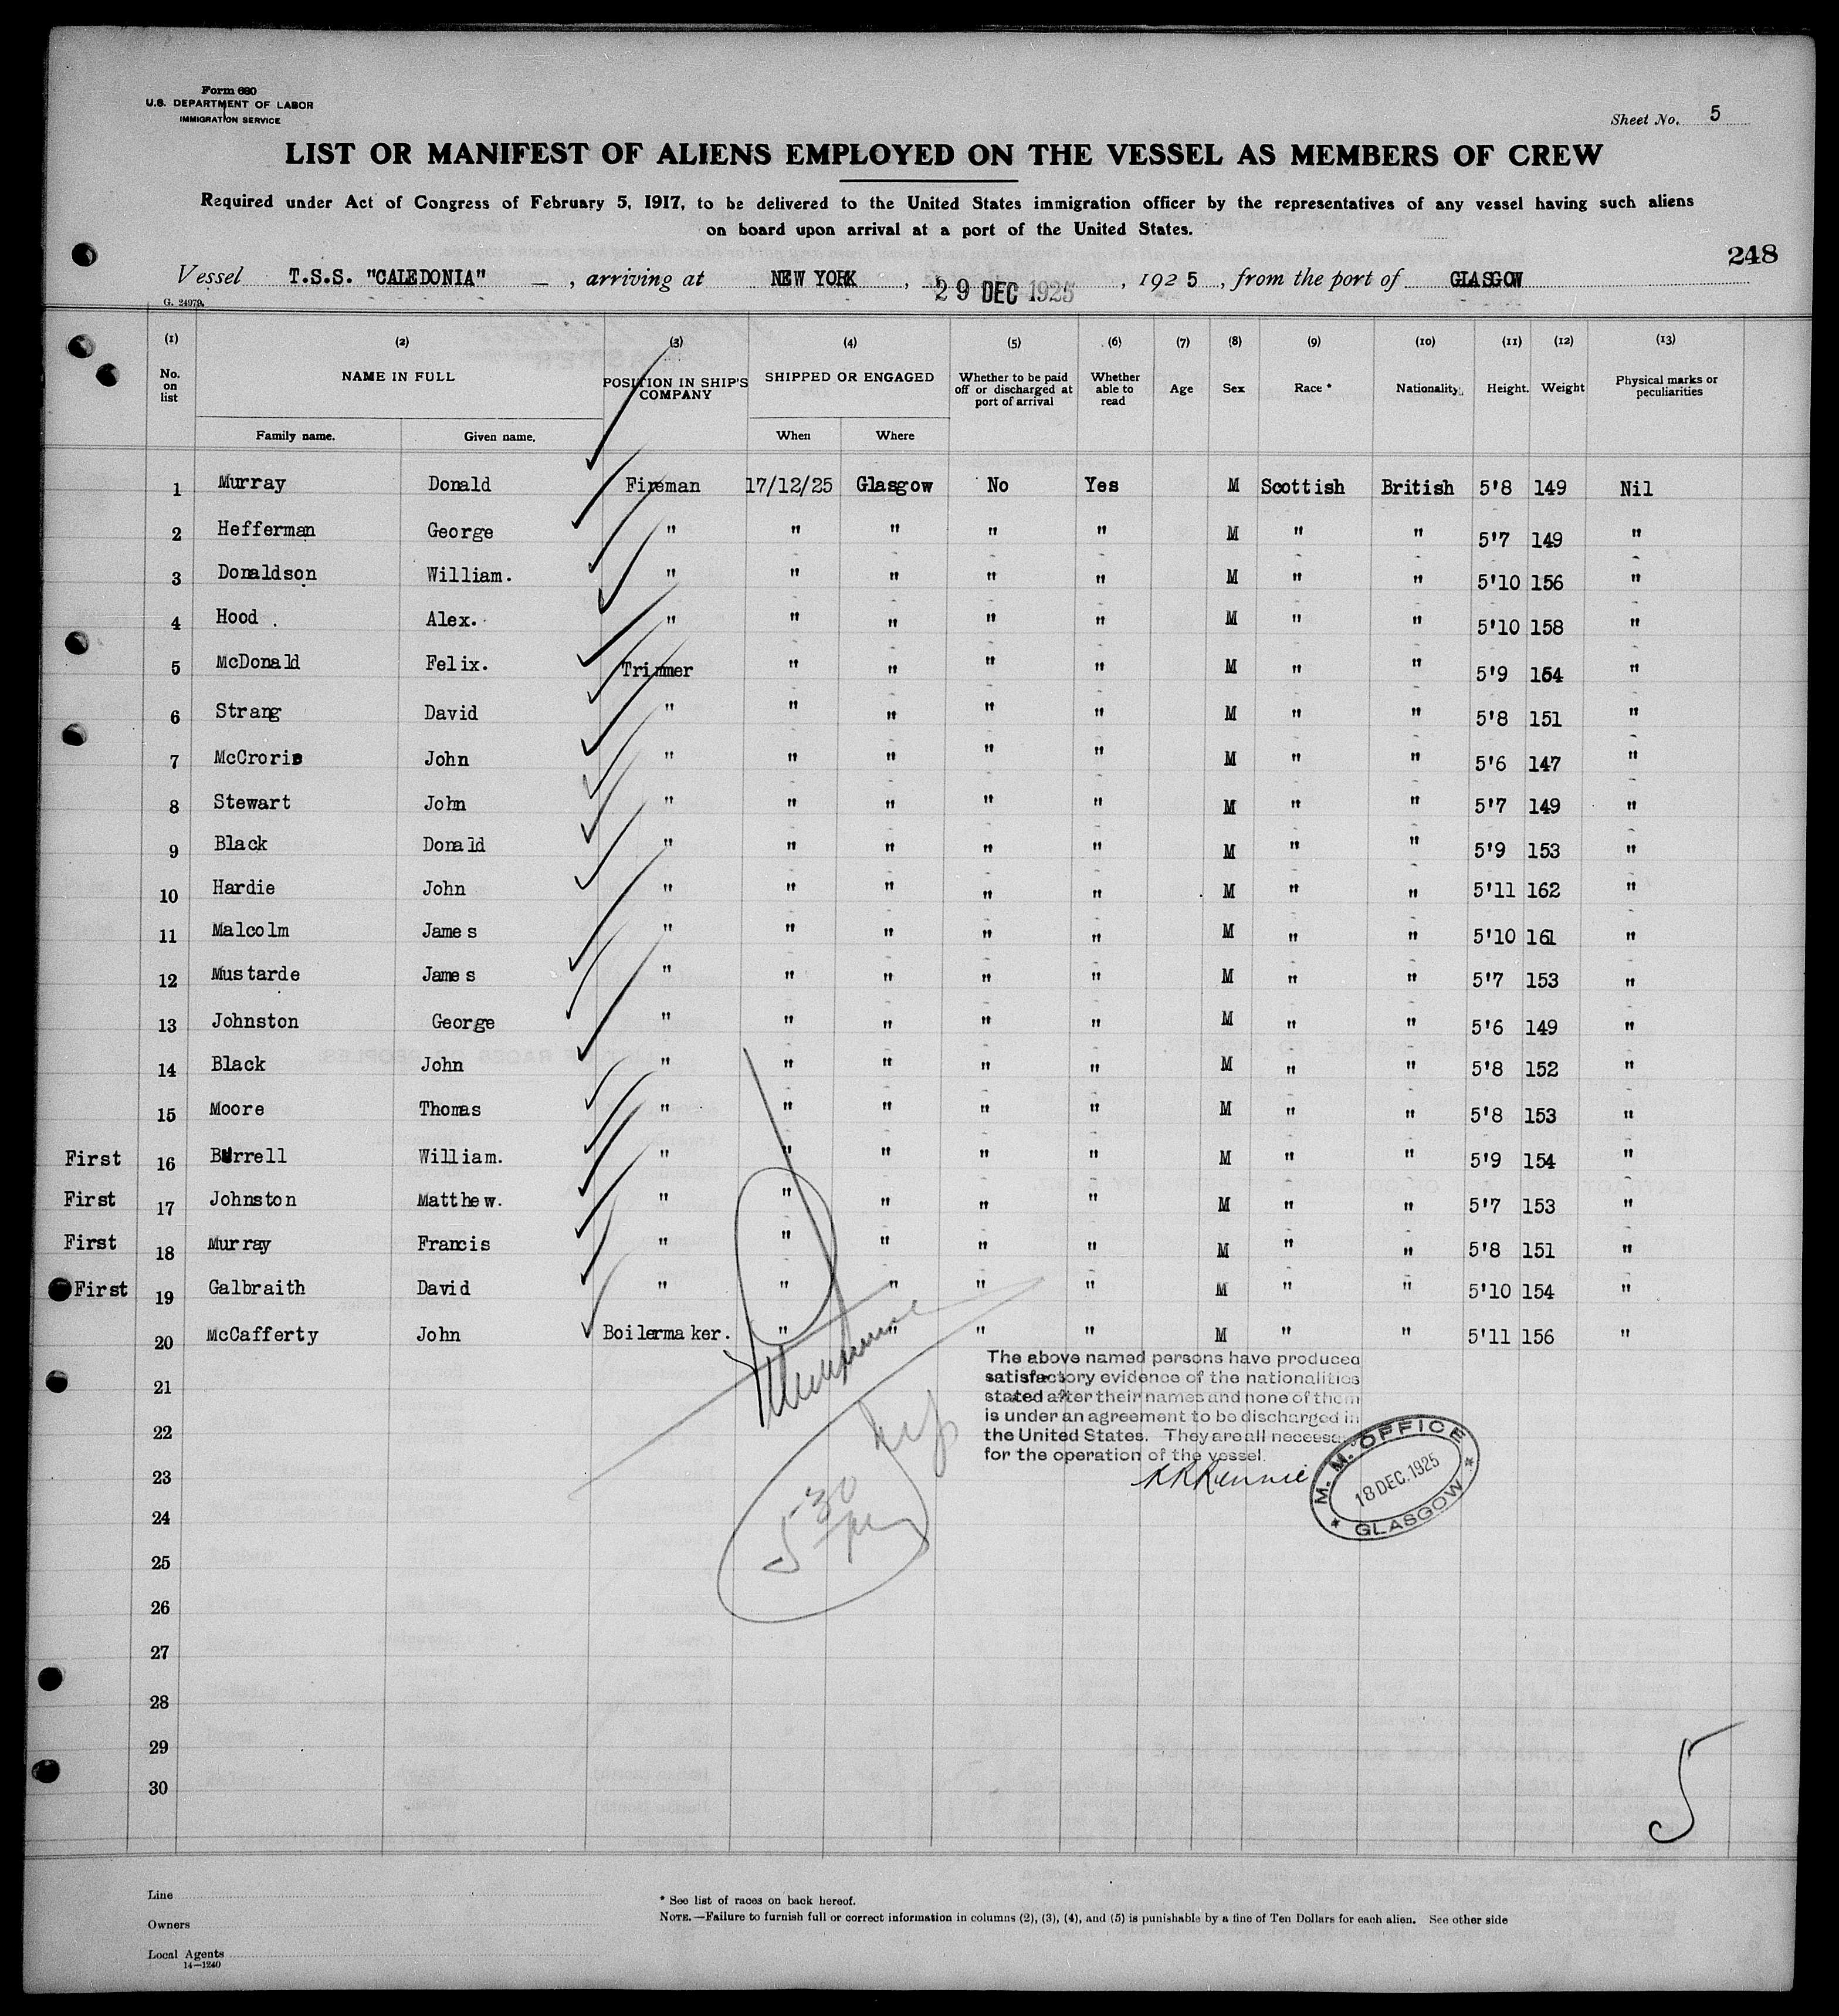 Form 680
U.S. DEPARTMENT OF LABOR
IMMIGRATION SERVICE
Sheet No. 5
LIST OR MANIFEST OF ALIENS EMPLOYED ON THE VESSEL AS MEMBERS OF CREW
Required under Act of Congress of February 5, 1917, to be delivered to the United States immigration officer by the representatives of any vessel having such aliens
on board upon arrival at a port of the United States.
248
Vessel T.S.S. "CALEDONIA" , arriving at NEW YORK , 29 DEC 1925 , 1925 , from the port of GLASGOW
G. 24979.
(1) (2) (3) (4) (5) (6) (7) (8) (9) (10) (11) (12) (13)
No. on list NAME IN FULL POSITION IN SHIP'S COMPANY SHIPPED OR ENGAGED Whether to be paid off or discharged at port of arrival Whether able to read Age Sex Race * Nationality. Height. Weight Physical marks or peculiarities
Family name. Given name. When Where
1 Murray Donald Fireman 17/12/25 Glasgow No Yes M Scottish British 5'8 149 Nil
2 Hefferman George " " " " " M " " 5'7 149 "
3 Donaldson William. " " " " " M " " 5'10 156 "
4 Hood . Alex. " " " " " M " " 5'10 158 "
5 McDonald Felix. Trimmer " " " " M " " 5'9 154 "
6 Strang David " " " " " M " " 5'8 151 "
7 McCrorie John " " " " " M " " 5'6 147 "
8 Stewart John " " " " " M " " 5'7 149 "
9 Black Donald " " " " " M " " 5'9 153 "
10 Hardie John " " " " " M " " 5'11 162 "
11 Malcolm James " " " " " M " " 5'10 161 "
12 Mustarde James " " " " " M " " 5'7 153 "
13 Johnston George " " " " " M " " 5'6 149 "
14 Black John " " " " " M " " 5'8 152 "
15 Moore Thomas " " " " " M " " 5'8 153 "
First 16 Burrell William. " " " " " M " " 5'9 154 "
First 17 Johnston Matthew. " " " " " M " " 5'7 153 "
First 18 Murray Francis " " " " " M " " 5'8 151 "
First 19 Galbraith David " " " " " M " " 5'10 154 "
20 McCafferty John Boilermaker. " " " " M " " 5'11 156 "
21
22
23
24
25
26
27
28
29
30
The above named persons have produced
satisfactory evidence of the nationalities
stated after their names and none of them
is under an agreement to be discharged in
the United States. They are all necessary
for the operation of the vessel.
M. M. OFFICE
18 DEC. 1925
GLASGOW
5 30
pm
5
Line
Owners
Local Agents
14—1240
* See list of races on back hereof.
NOTE.—Failure to furnish full or correct information in columns (2), (3), (4), and (5) is punishable by a fine of Ten Dollars for each alien. See other side